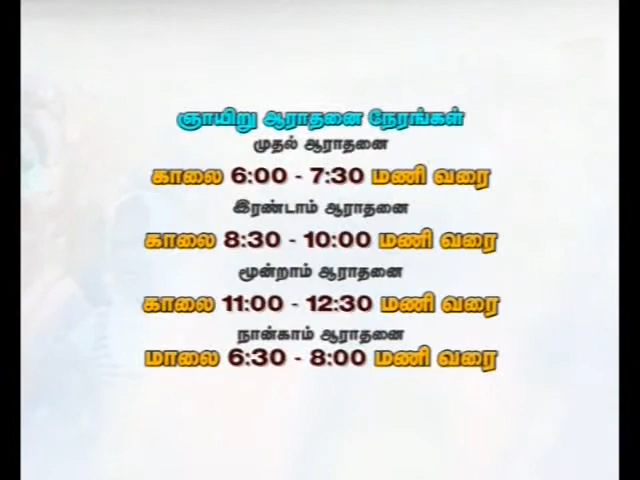 ஞாயிறு ஆராதனை நேரங்கள்
முதல் ஆராதனை
காலை 6:00 - 7:30 மணி வரை
இரண்டாம் ஆராதனை
காலை 8:30 - 10:00 மணி வரை
மூன்றாம் ஆராதனை
காலை 11:00 - 12:30 மணி வரை
நான்காம் ஆராதனை
மாலை 6:30 - 8:00 மணி வரை